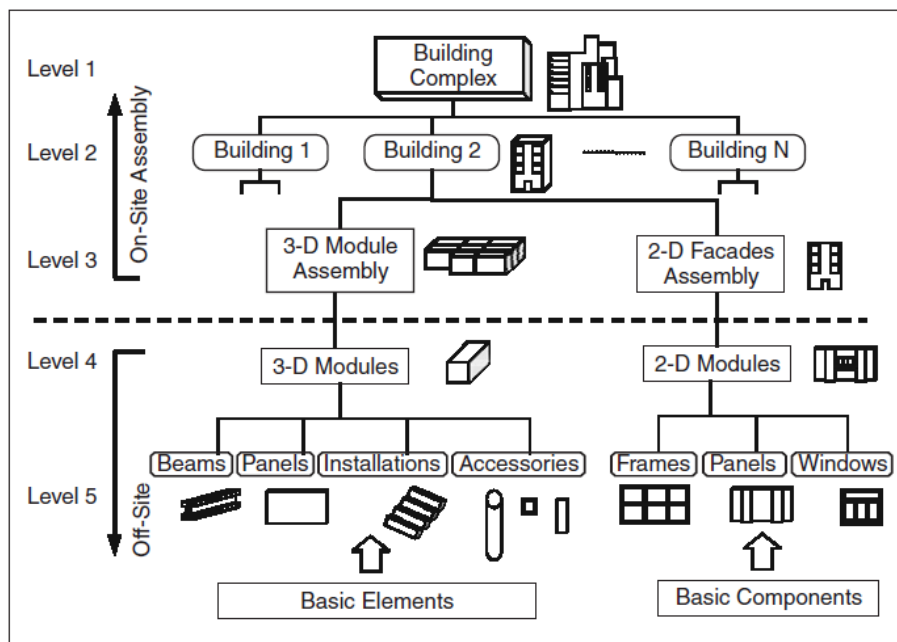 Level 1
Building
Complex
Level 2
Building 1
Building 2
Building N
On-Site Assembly
Level 3
3-D Module
Assembly
2-D Facades
Assembly
Level 4
3-D Modules
2-D Modules
Beams
Panels
Installations
Accessories
Frames
Panels
Windows
Level 5
Off-Site
Basic Elements
Basic Components